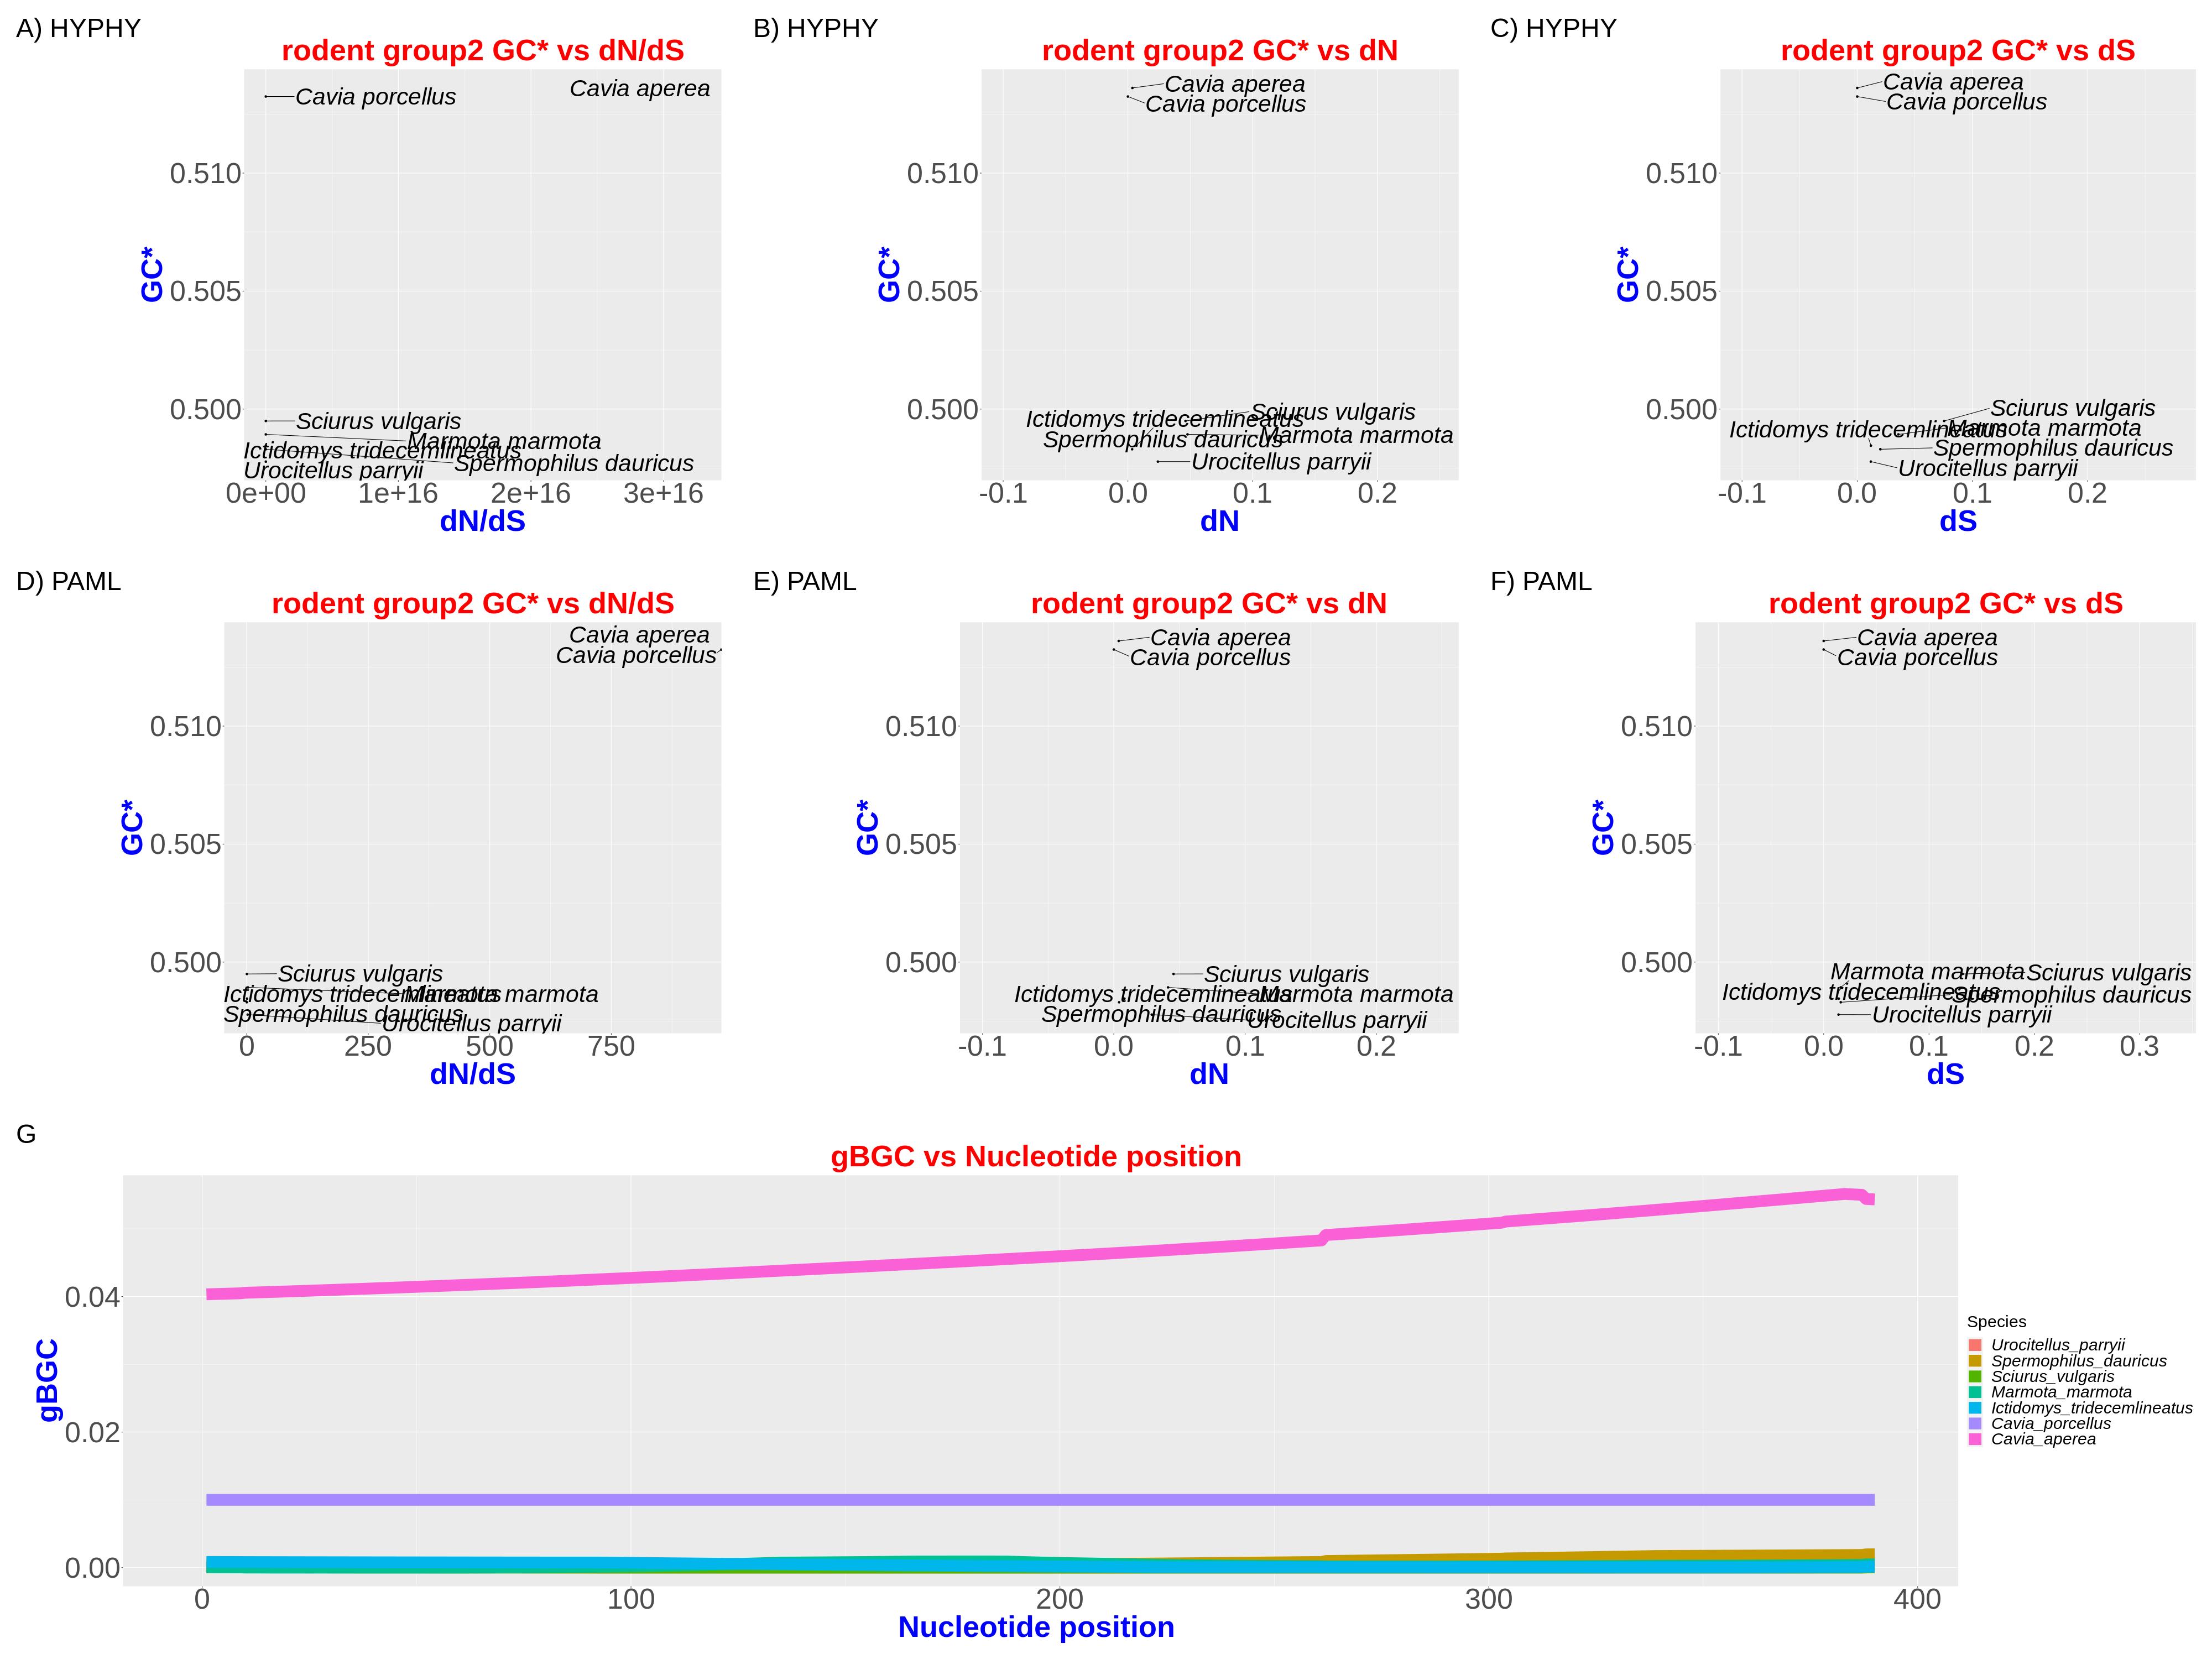 A) HYPHY
rodent group2 GC* vs dN/dS
Cavia porcellus
Cavia aperea
0.510
0.505
0.500
GC*
Sciurus vulgaris
Marmota marmota
Ictidomys tridecemlineatus
Spermophilus dauricus
Urocitellus parryii
0e+00 1e+16 2e+16 3e+16
dN/dS
B) HYPHY
rodent group2 GC* vs dN
Cavia aperea
Cavia porcellus
0.510
0.505
0.500
GC*
Sciurus vulgaris
Ictidomys tridecemlineatus
Marmota marmota
Spermophilus dauricus
Urocitellus parryii
-0.1 0.0 0.1 0.2
dN
C) HYPHY
rodent group2 GC* vs dS
Cavia aperea
Cavia porcellus
0.510
0.505
0.500
GC*
Sciurus vulgaris
Ictidomys tridecemlineatus
Marmota marmota
Spermophilus dauricus
Urocitellus parryii
-0.1 0.0 0.1 0.2
dS
D) PAML
rodent group2 GC* vs dN/dS
Cavia aperea
Cavia porcellus
0.510
0.505
0.500
GC*
Sciurus vulgaris
Ictidomys tridecemlineatus
Marmota marmota
Spermophilus dauricus
Urocitellus parryii
0 250 500 750
dN/dS
E) PAML
rodent group2 GC* vs dN
Cavia aperea
Cavia porcellus
0.510
0.505
0.500
GC*
Sciurus vulgaris
Ictidomys tridecemlineatus
Marmota marmota
Spermophilus dauricus
Urocitellus parryii
-0.1 0.0 0.1 0.2
dN
F) PAML
rodent group2 GC* vs dS
Cavia aperea
Cavia porcellus
0.510
0.505
0.500
GC*
Marmota marmota
Sciurus vulgaris
Ictidomys tridecemlineatus
Spermophilus dauricus
Urocitellus parryii
-0.1 0.0 0.1 0.2 0.3
dS
G
gBGC vs Nucleotide position
0.04
0.02
0.00
gBGC
0 100 200 300 400
Nucleotide position
Species
Urocitellus_parryii
Spermophilus_dauricus
Sciurus_vulgaris
Marmota_marmota
Ictidomys_tridecemlineatus
Cavia_porcellus
Cavia_aperea